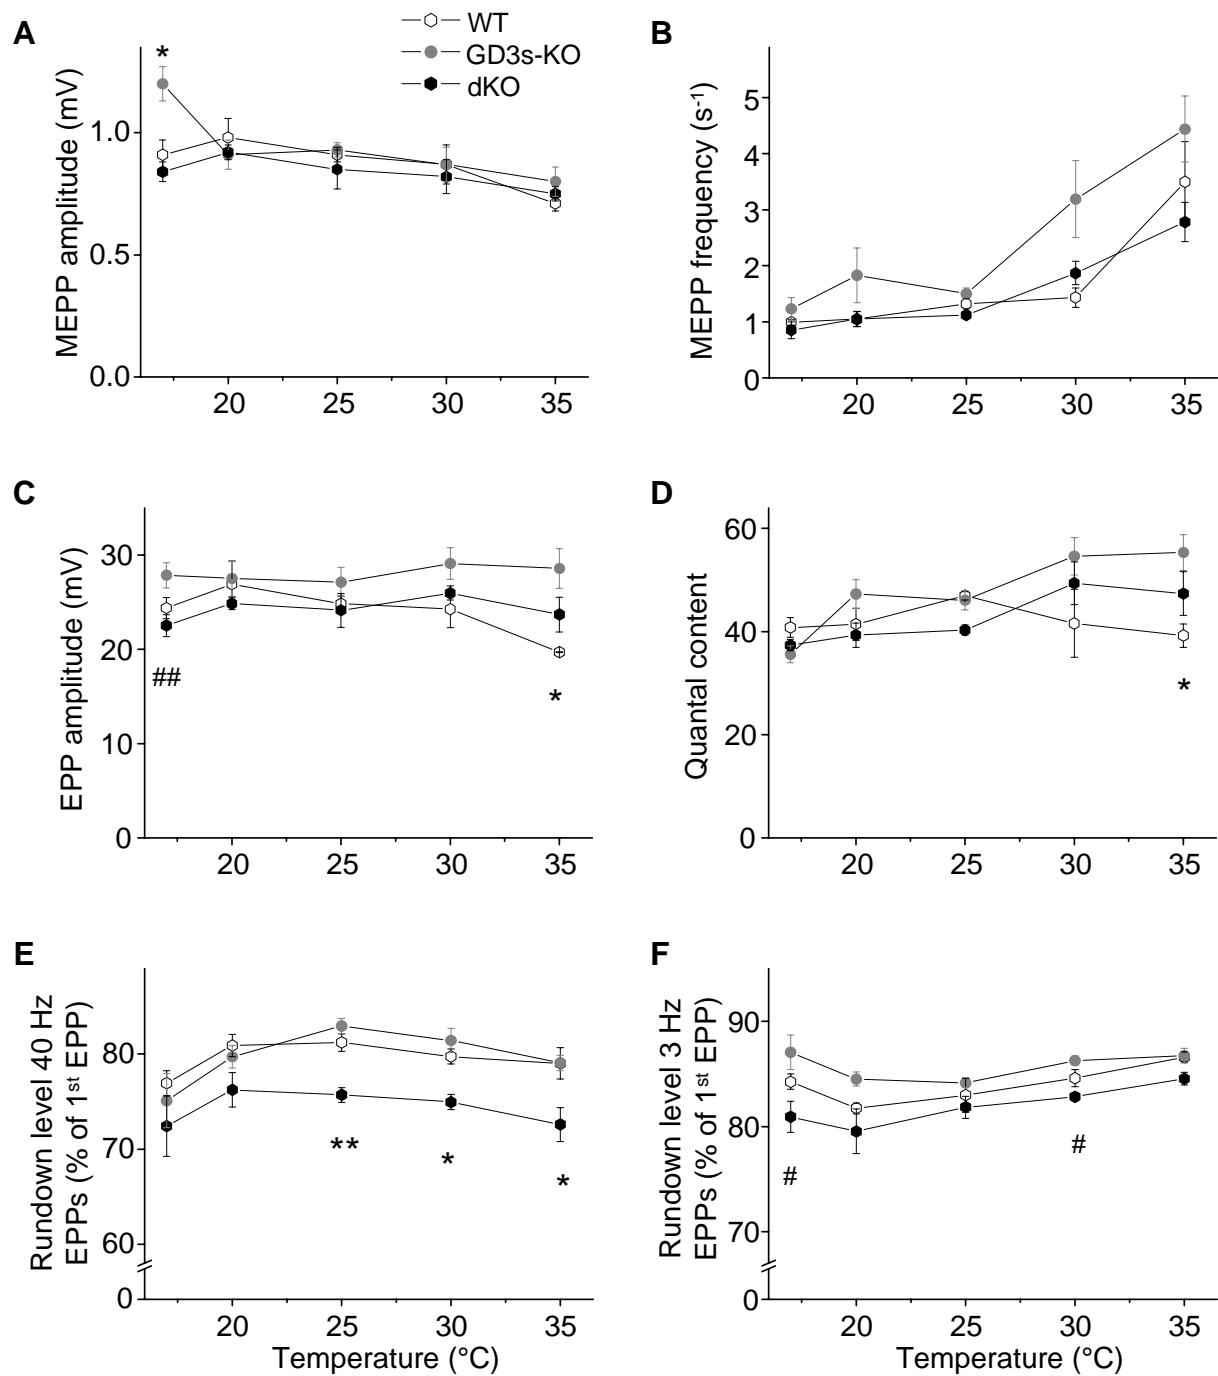 A
WT
GD3s-KO
dKO
*
MEPP amplitude (mV)
1.0
0.5
0.0
20 25 30 35
B
MEPP frequency (s-1)
5
4
3
2
1
0
20 25 30 35
C
EPP amplitude (mV)
30
20
10
0
##
*
20 25 30 35
D
Quantal content
60
40
20
0
*
20 25 30 35
E
Rundown level 40 Hz
EPPs (% of 1st EPP)
80
70
60
0
**
*
*
20 25 30 35
Temperature (°C)
F
Rundown level 3 Hz
EPPs (% of 1st EPP)
90
80
70
0
#
#
20 25 30 35
Temperature (°C)